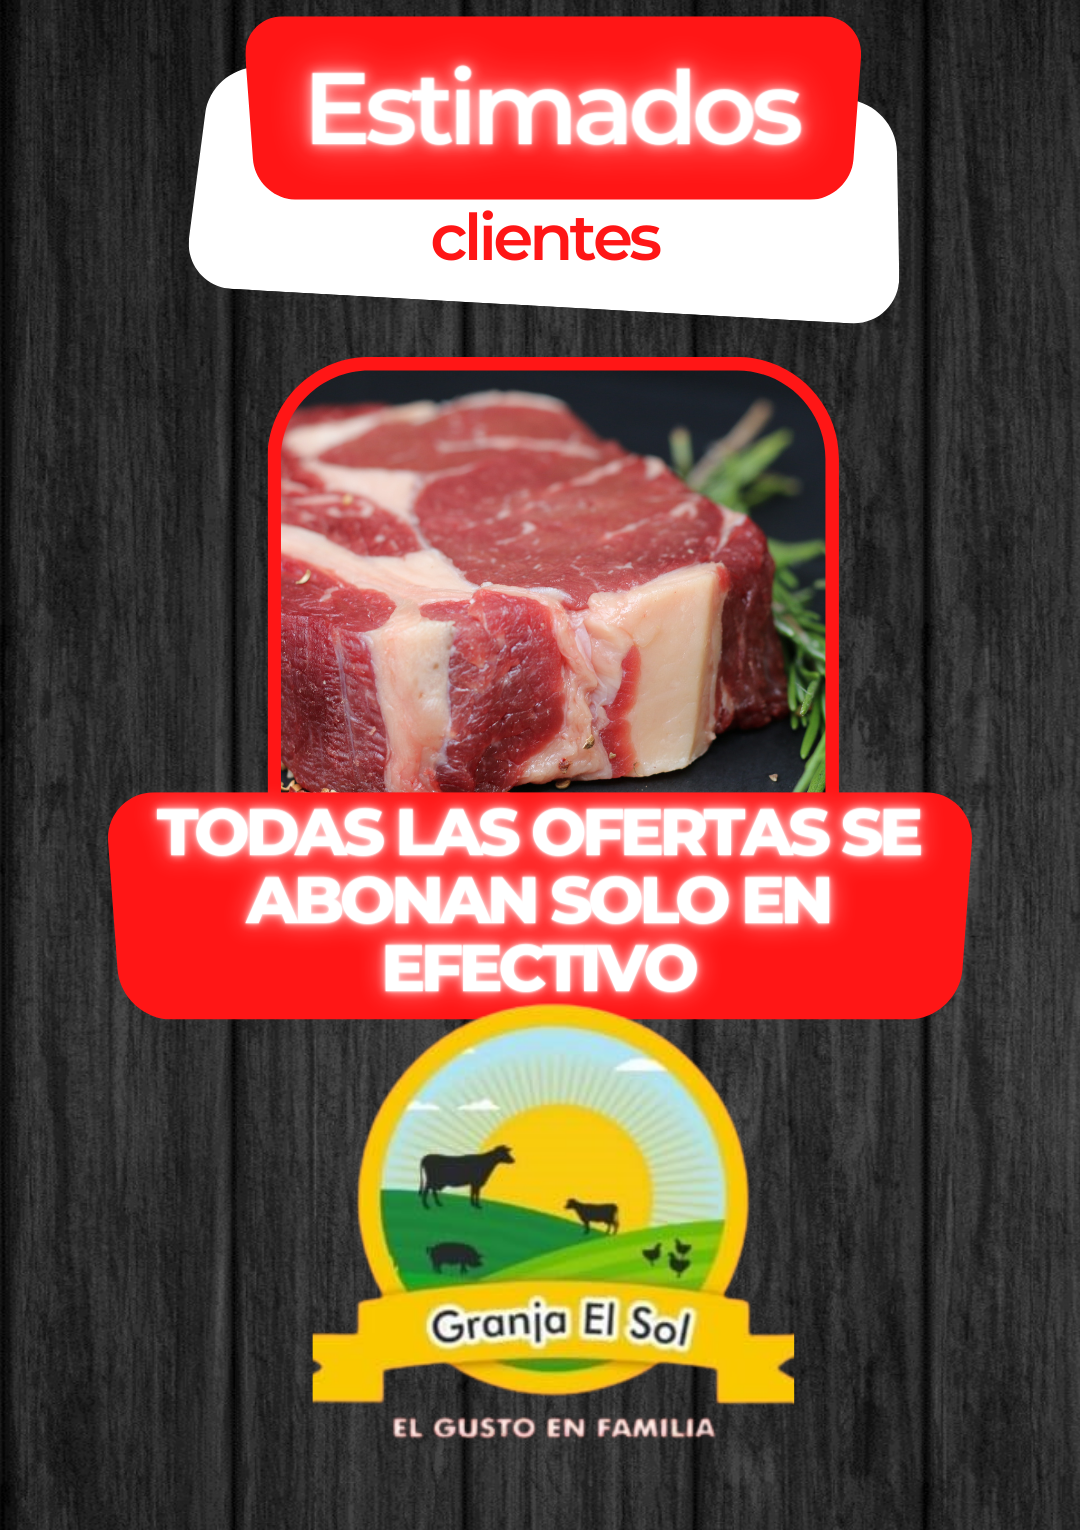 Estimados
clientes
TODAS LAS OFERTAS SE
ABONAN SOLO EN
EFECTIVO
Granja El Sol
EL GUSTO EN FAMILIA